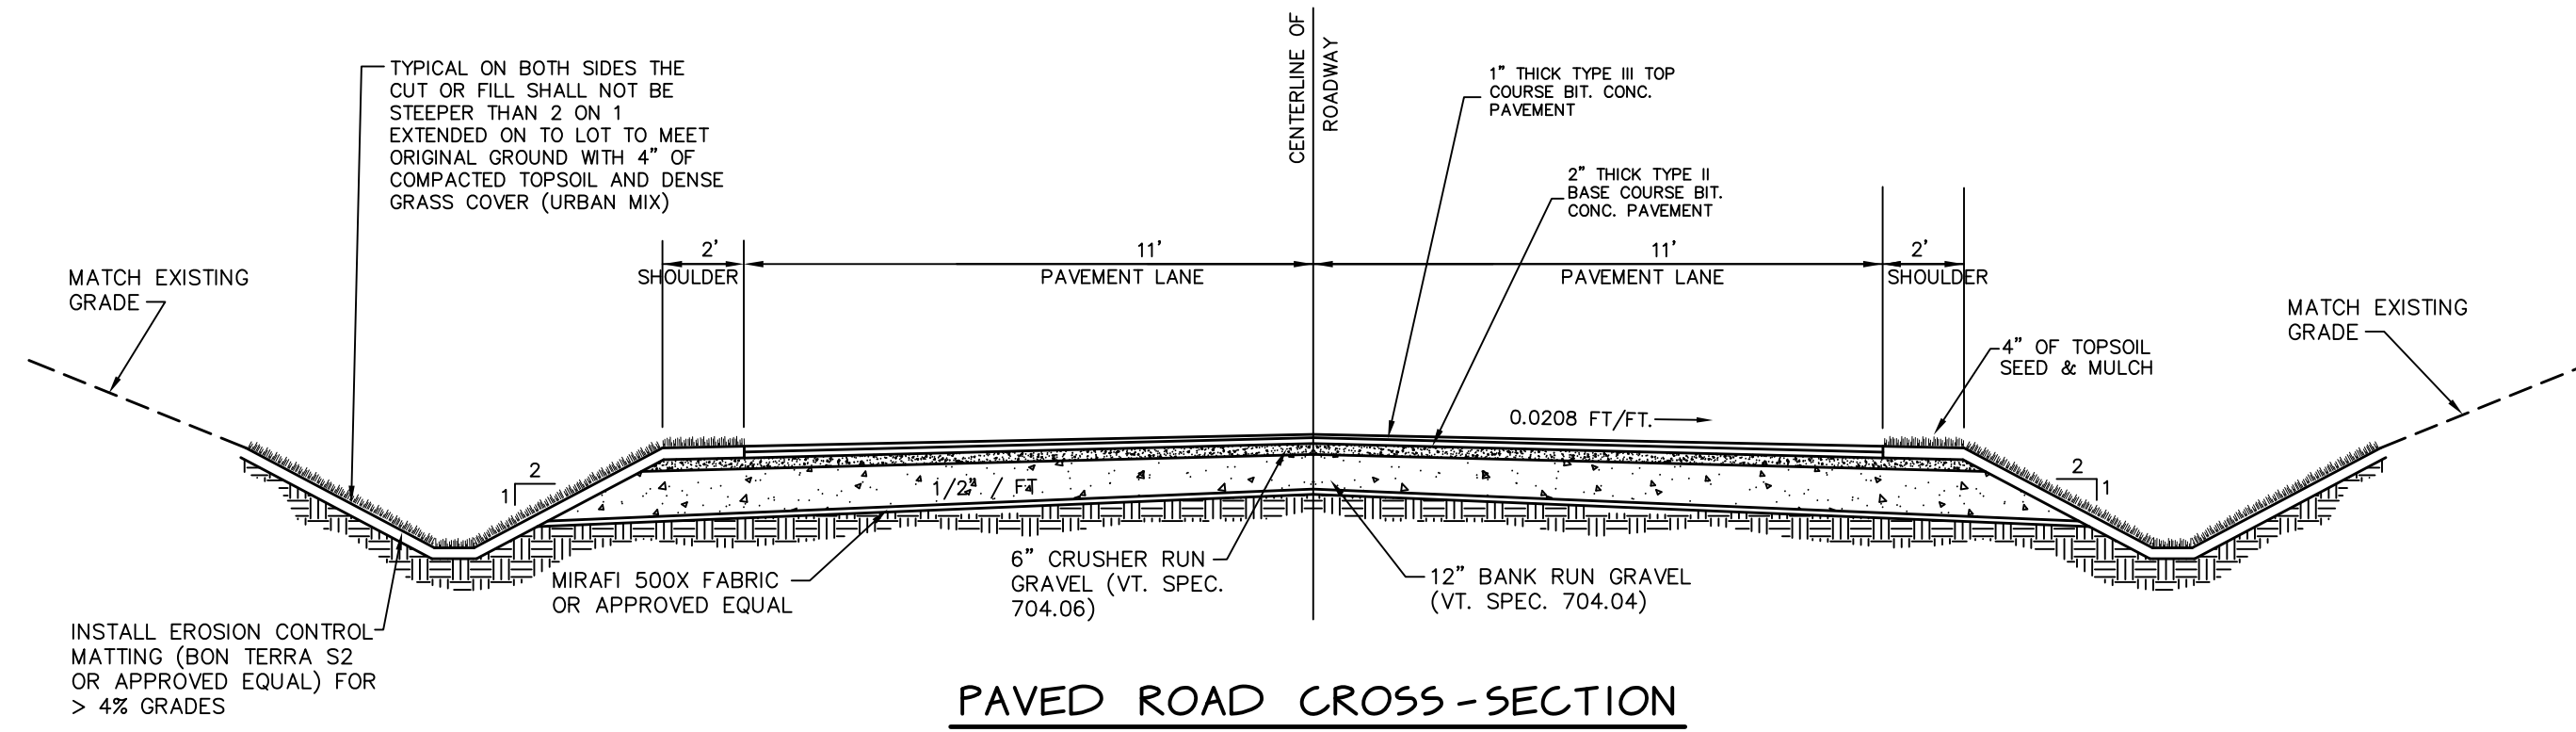 TYPICAL ON BOTH SIDES THE
CUT OR FILL SHALL NOT BE
STEEPER THAN 2 ON 1
EXTENDED ON TO LOT TO MEET
ORIGINAL GROUND WITH 4” OF
COMPACTED TOPSOIL AND DENSE
GRASS COVER (URBAN MIX)
CENTERLINE OF
ROADWAY
1” THICK TYPE III TOP
COURSE BIT. CONC.
PAVEMENT
2” THICK TYPE II
BASE COURSE BIT.
CONC. PAVEMENT
2'
SHOULDER
11'
PAVEMENT LANE
11'
PAVEMENT LANE
2'
SHOULDER
MATCH EXISTING
GRADE
MATCH EXISTING
GRADE
4” OF TOPSOIL
SEED & MULCH
0.0208 FT/FT.
2
1
2
1
1/2” / FT
MIRAFI 500X FABRIC
OR APPROVED EQUAL
6” CRUSHER RUN
GRAVEL (VT. SPEC.
704.06)
12” BANK RUN GRAVEL
(VT. SPEC. 704.04)
INSTALL EROSION CONTROL
MATTING (BON TERRA S2
OR APPROVED EQUAL) FOR
> 4% GRADES
PAVED ROAD CROSS-SECTION